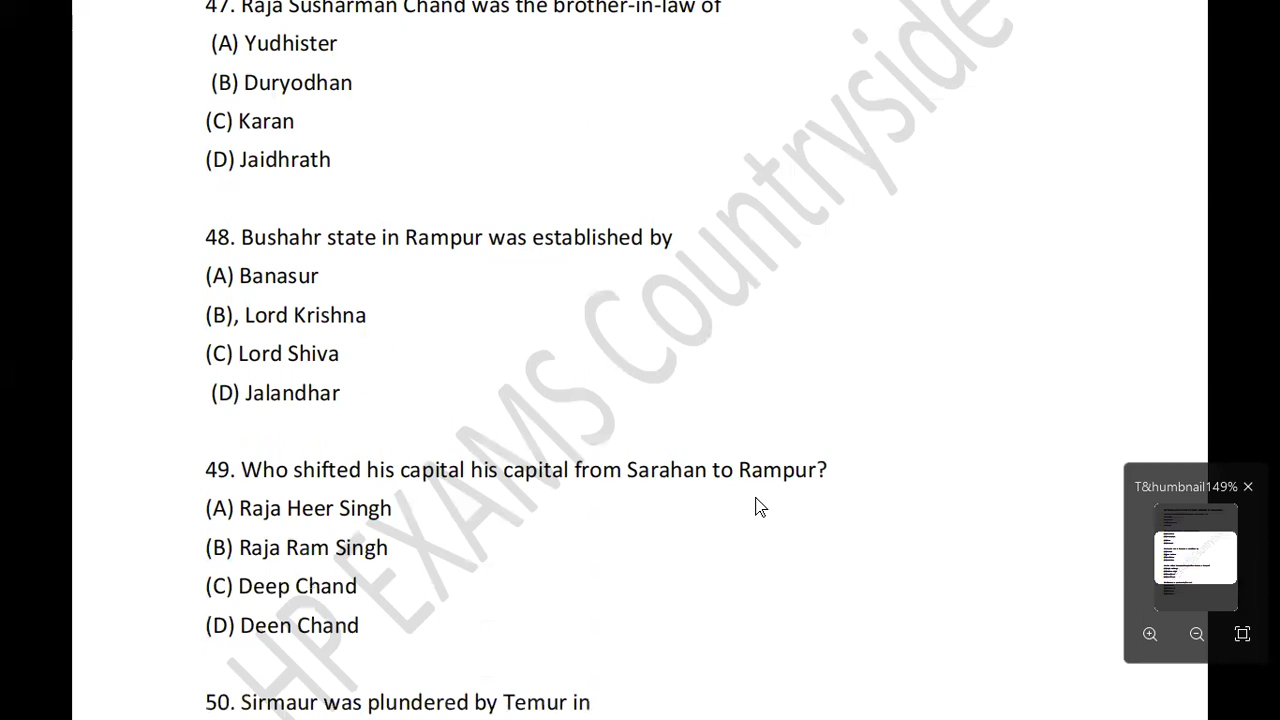 47. Raja Susharman Chand was the brother-in-law of
(A) Yudhister
(B) Duryodhan
(C) Karan
(D) Jaidhrath
48. Bushahr state in Rampur was established by
(A) Banasur
(B), Lord Krishna
(C) Lord Shiva
(D) Jalandhar
49. Who shifted his capital his capital from Sarahan to Rampur?
(A) Raja Heer Singh
(B) Raja Ram Singh
(C) Deep Chand
(D) Deen Chand
50. Sirmaur was plundered by Temur in
HP EXAMS Countryside
T&humbnail149%